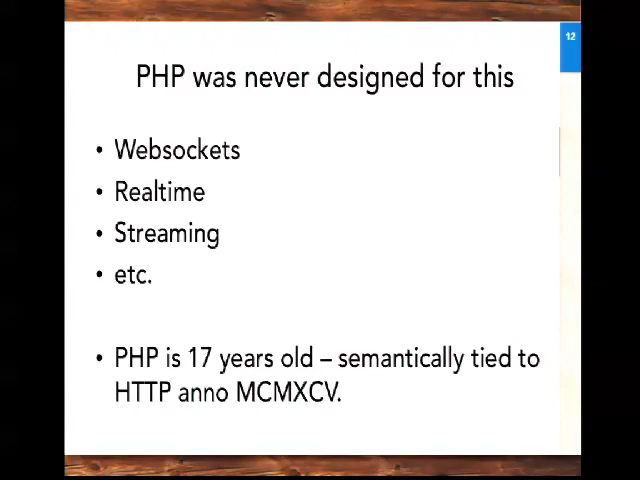 12
PHP was never designed for this
• Websockets
• Realtime
• Streaming
• etc.
• PHP is 17 years old – semantically tied to
HTTP anno MCMXCV.